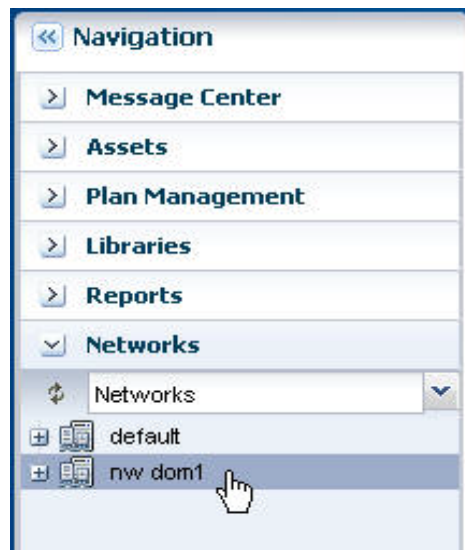 Navigation
Message Center
Assets
Plan Management
Libraries
Reports
Networks
Networks
default
nw dom1